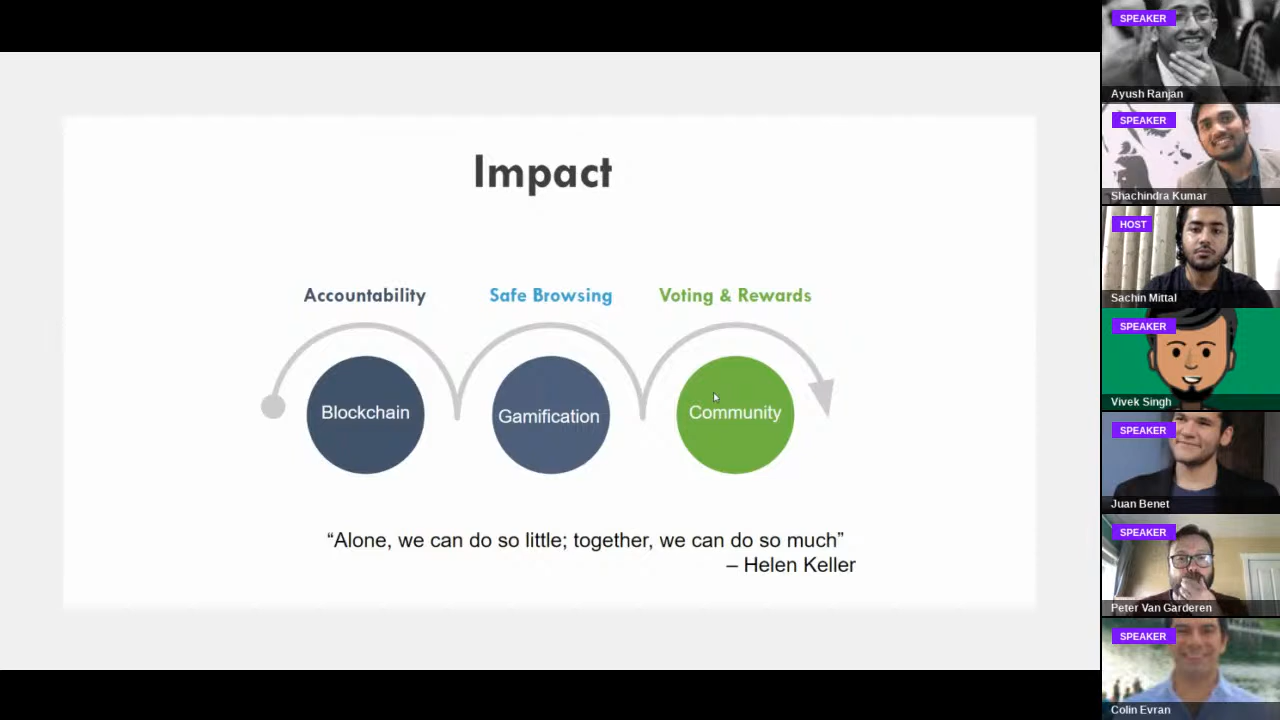 Impact
Accountability
Safe Browsing
Voting & Rewards
Blockchain
Gamification
Community
“Alone, we can do so little; together, we can do so much”
– Helen Keller
SPEAKER
Ayush Ranjan
SPEAKER
Shachindra Kumar
HOST
Sachin Mittal
SPEAKER
Vivek Singh
SPEAKER
Juan Benet
SPEAKER
Peter Van Garderen
SPEAKER
Colin Evran